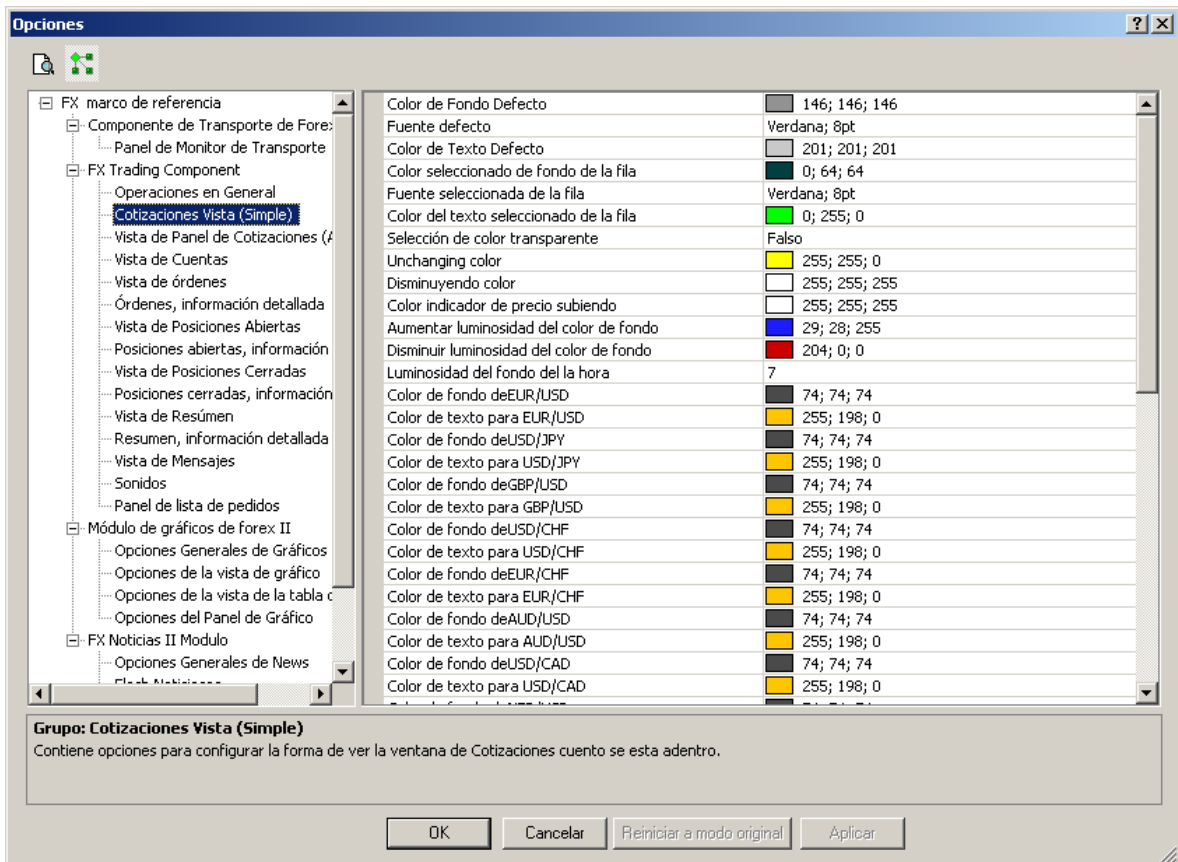 Opciones
FX marco de referencia
Componente de Transporte de Forex
Panel de Monitor de Transporte
FX Trading Component
Operaciones en General
Cotizaciones Vista (Simple)
Vista de Panel de Cotizaciones (A
Vista de Cuentas
Vista de órdenes
Órdenes, información detallada
Vista de Posiciones Abiertas
Posiciones abiertas, información
Vista de Posiciones Cerradas
Posiciones cerradas, información
Vista de Resúmen
Resumen, información detallada
Vista de Mensajes
Sonidos
Panel de lista de pedidos
Módulo de gráficos de forex II
Opciones Generales de Gráficos
Opciones de la vista de gráfico
Opciones de la vista de la tabla
Opciones del Panel de Gráfico
FX Noticias II Modulo
Opciones Generales de News
Color de Fondo Defecto 146; 146; 146
Fuente defecto Verdana; 8pt
Color de Texto Defecto 201; 201; 201
Color seleccionado de fondo de la fila 0; 64; 64
Fuente seleccionada de la fila Verdana; 8pt
Color del texto seleccionado de la fila 0; 255; 0
Selección de color transparente Falso
Unchanging color 255; 255; 0
Disminuyendo color 255; 255; 255
Color indicador de precio subiendo 255; 255; 255
Aumentar luminosidad del color de fondo 29; 28; 255
Disminuir luminosidad del color de fondo 204; 0; 0
Luminosidad del fondo del la hora 7
Color de fondo deEUR/USD 74; 74; 74
Color de texto para EUR/USD 255; 198; 0
Color de fondo deUSD/JPY 74; 74; 74
Color de texto para USD/JPY 255; 198; 0
Color de fondo deGBP/USD 74; 74; 74
Color de texto para GBP/USD 255; 198; 0
Color de fondo deUSD/CHF 74; 74; 74
Color de texto para USD/CHF 255; 198; 0
Color de fondo deEUR/CHF 74; 74; 74
Color de texto para EUR/CHF 255; 198; 0
Color de fondo deAUD/USD 74; 74; 74
Color de texto para AUD/USD 255; 198; 0
Color de fondo deUSD/CAD 74; 74; 74
Color de texto para USD/CAD 255; 198; 0
Grupo: Cotizaciones Vista (Simple)
Contiene opciones para configurar la forma de ver la ventana de Cotizaciones cuento se esta adentro.
OK Cancelar Reiniciar a modo original Aplicar